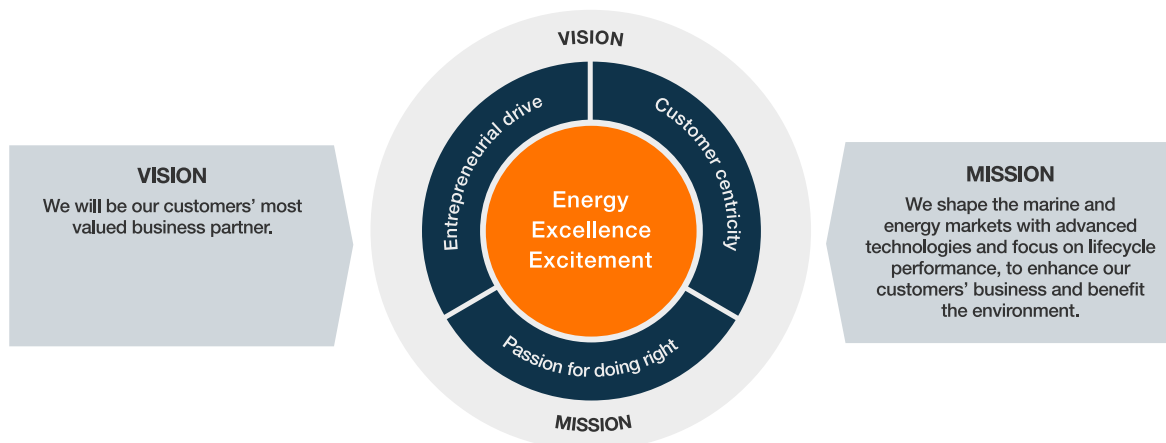 VISION
We will be our customers’ most
valued business partner.
VISION
Entrepreneurial drive
Customer centricity
Energy
Excellence
Excitement
Passion for doing right
MISSION
MISSION
We shape the marine and
energy markets with advanced
technologies and focus on lifecycle
performance, to enhance our
customers’ business and benefit
the environment.